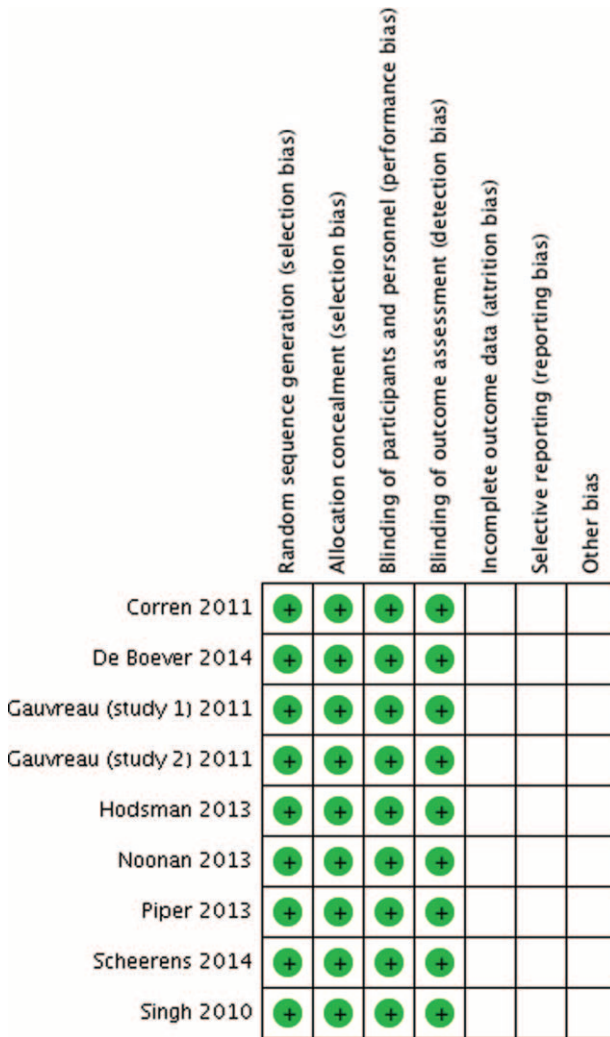 Random sequence generation (selection bias)
Allocation concealment (selection bias)
Blinding of participants and personnel (performance bias)
Blinding of outcome assessment (detection bias)
Incomplete outcome data (attrition bias)
Selective reporting (reporting bias)
Other bias
Corren 2011 + + + +
De Boever 2014 + + + +
Gauvreau (study 1) 2011 + + + +
Gauvreau (study 2) 2011 + + + +
Hodsman 2013 + + + +
Noonan 2013 + + + +
Piper 2013 + + + +
Scheerens 2014 + + + +
Singh 2010 + + + +